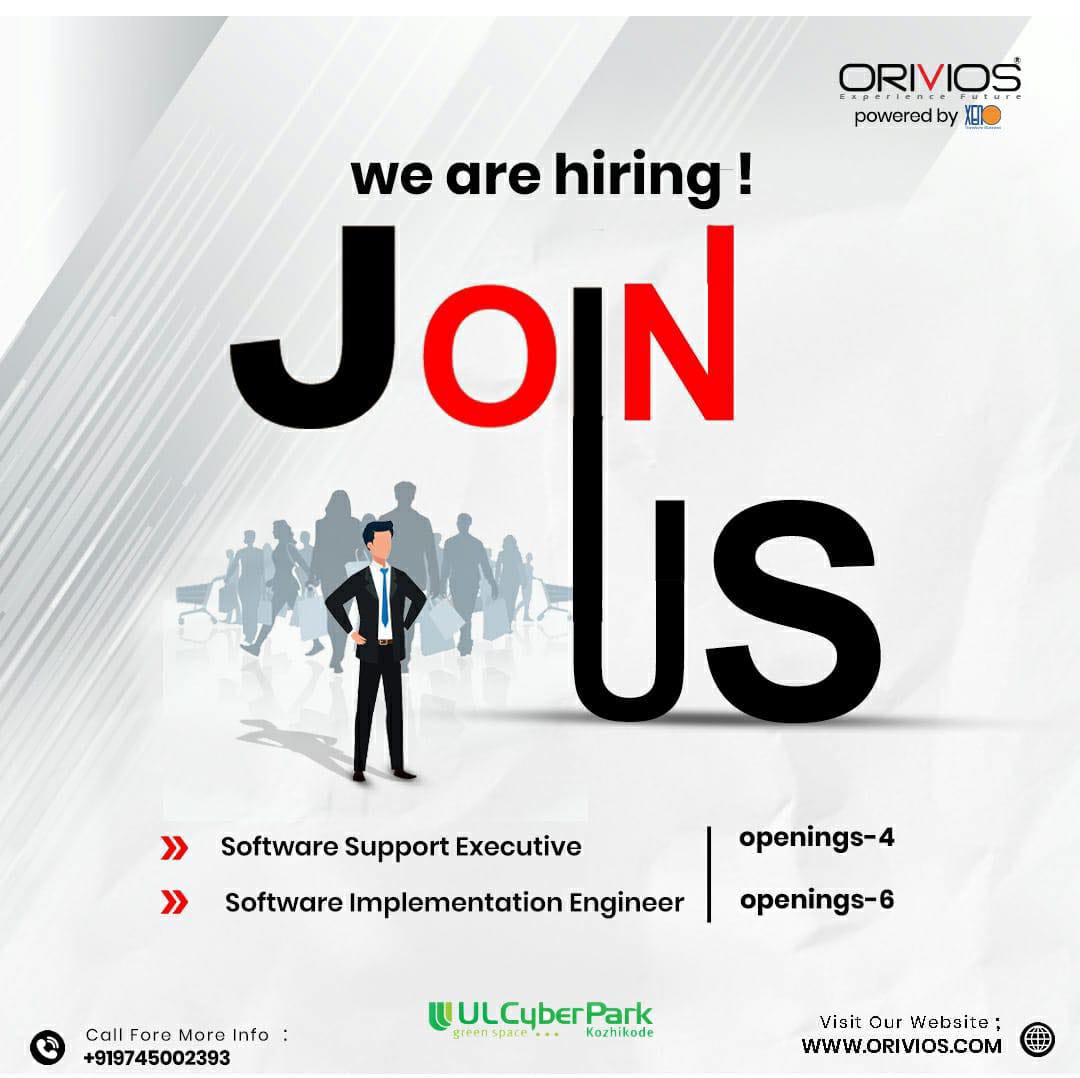 ORIVIOS®
Experience Future
powered by XENO
we are hiring !
JOIN
US
Software Support Executive
openings-4
Software Implementation Engineer
openings-6
ULCyberPark
green space ...
Kozhikode
Call Fore More Info :
+919745002393
Visit Our Website ;
WWW.ORIVIOS.COM